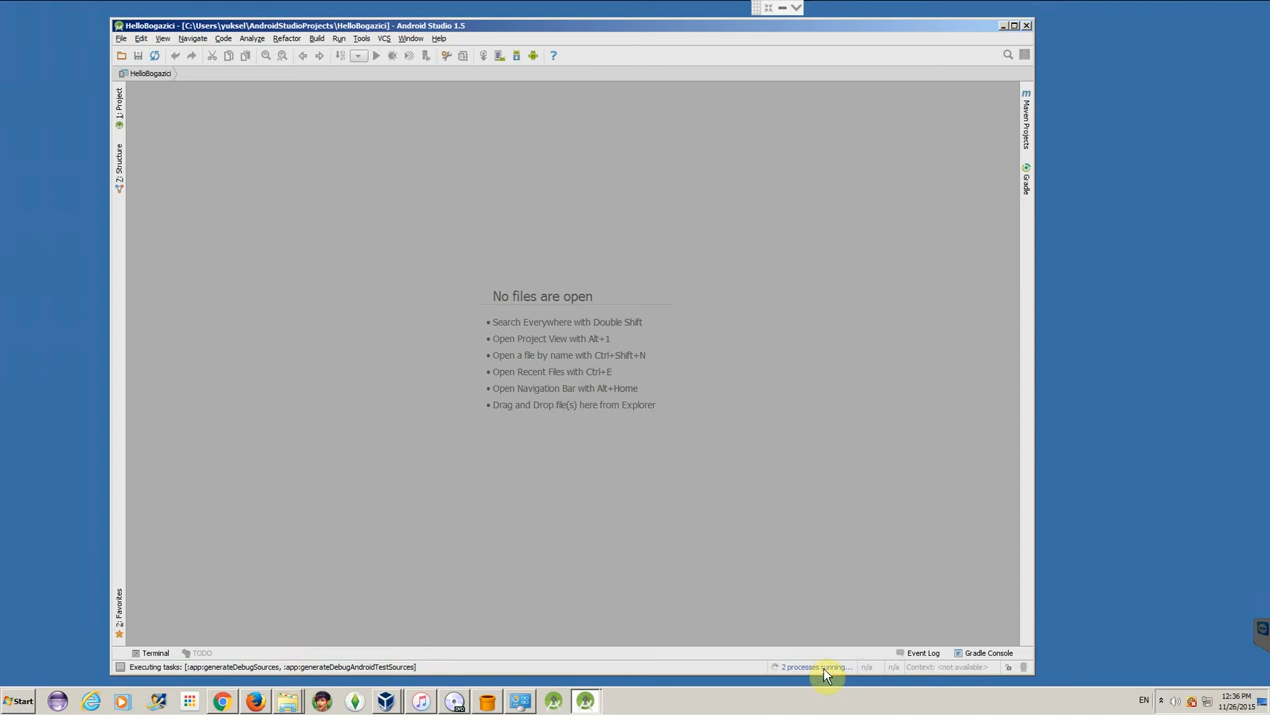 HelloBogazici - [C:\Users\yuksel\AndroidStudioProjects\HelloBogazici] - Android Studio 1.5
File Edit View Navigate Code Analyze Refactor Build Run Tools VCS Window Help
HelloBogazici
1: Project
Z: Structure
2: Favorites
m
Maven Projects
Gradle
No files are open
• Search Everywhere with Double Shift
• Open Project View with Alt+1
• Open a file by name with Ctrl+Shift+N
• Open Recent Files with Ctrl+E
• Open Navigation Bar with Alt+Home
• Drag and Drop file(s) here from Explorer
Terminal TODO Event Log Gradle Console
Executing tasks: [:app:generateDebugSources, :app:generateDebugAndroidTestSources] 2 processes running... n/a n/a Context: <not available>
Start EN 12:36 PM
11/26/2015